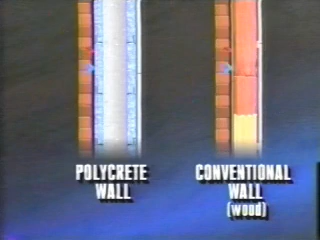 POLYCRETE
WALL
CONVENTIONAL
WALL
(wood)